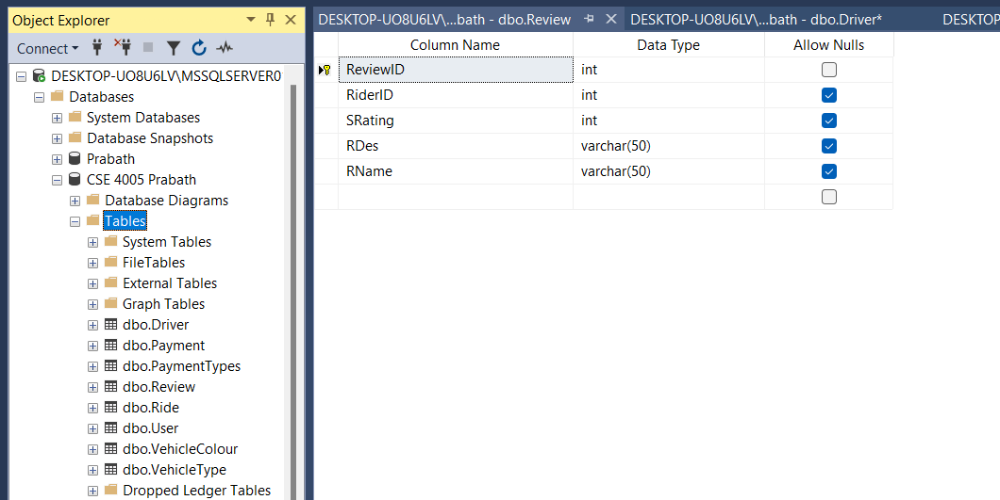 Object Explorer
Connect
DESKTOP-UO8U6LV\MSSQLSERVER0
Databases
System Databases
Database Snapshots
Prabath
CSE 4005 Prabath
Database Diagrams
Tables
System Tables
FileTables
External Tables
Graph Tables
dbo.Driver
dbo.Payment
dbo.PaymentTypes
dbo.Review
dbo.Ride
dbo.User
dbo.VehicleColour
dbo.VehicleType
Dropped Ledger Tables
DESKTOP-UO8U6LV\...bath - dbo.Review
DESKTOP-UO8U6LV\...bath - dbo.Driver*
DESKTOP
Column Name Data Type Allow Nulls
ReviewID int
RiderID int
SRating int
RDes varchar(50)
RName varchar(50)